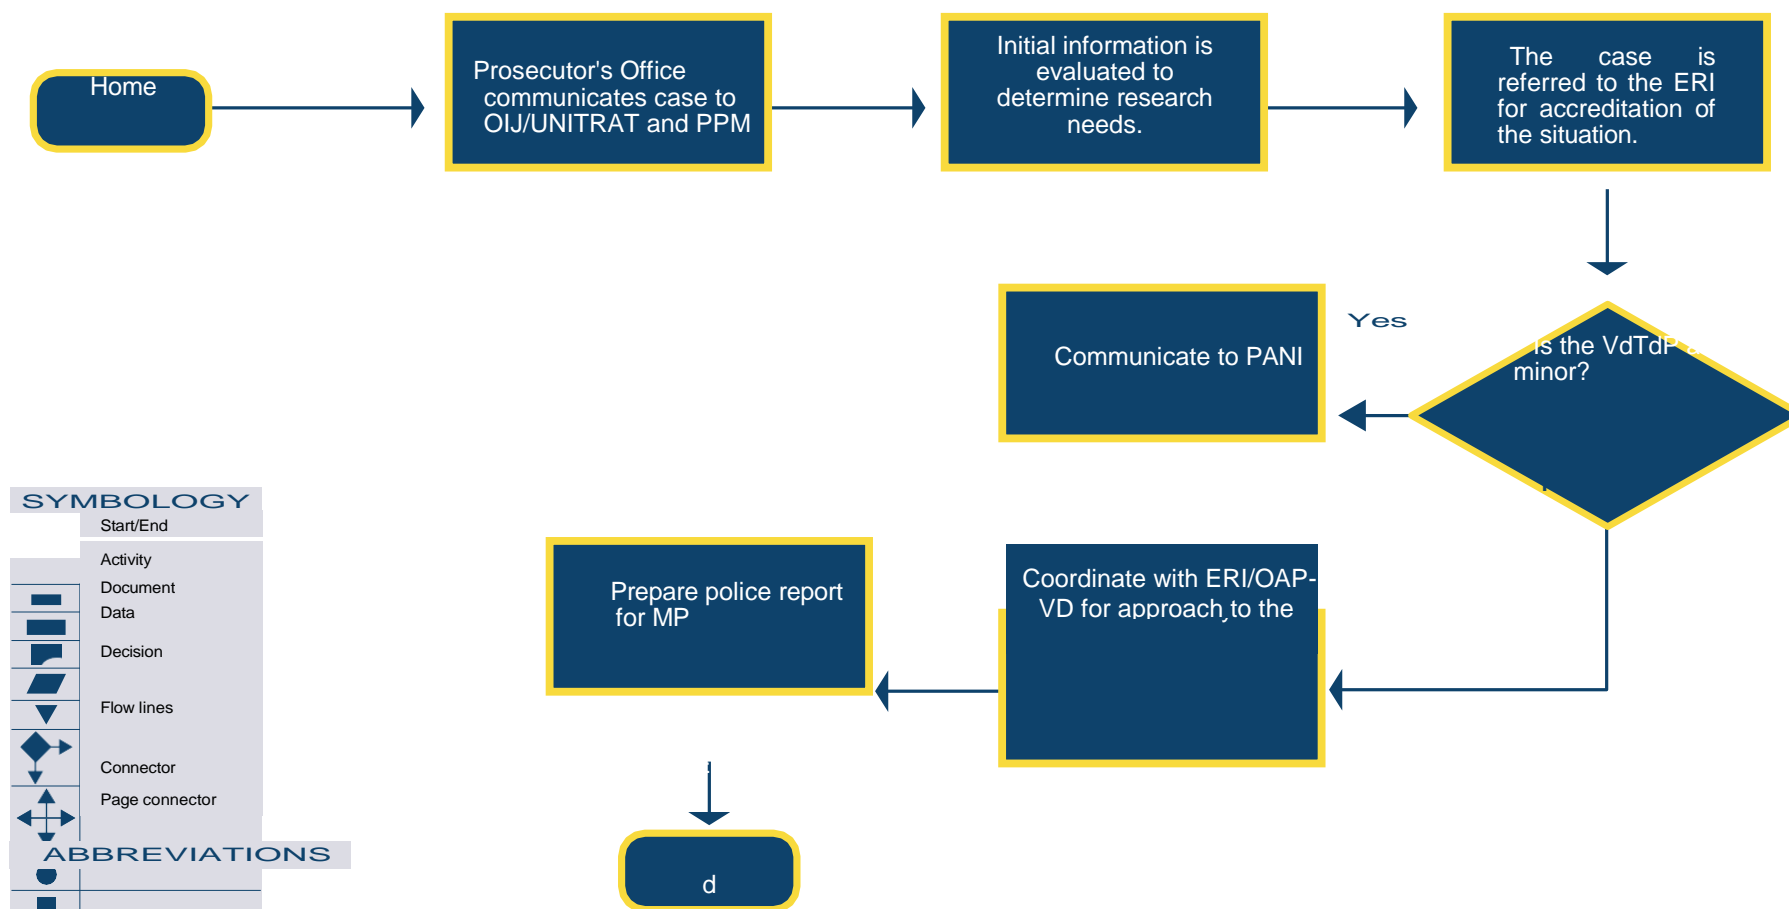 Home
Prosecutor's Office
communicates case to
OIJ/UNITRAT and PPM
Initial information is
evaluated to
determine research
needs.
The case is
referred to the ERI
for accreditation of
the situation.
Is the VdTdP a
minor?
Yes
Communicate to PANI
Coordinate with ERI/OAP-
VD for approach to the
Prepare police report
for MP
d
SYMBOLOGY
Start/End
Activity
Document
Data
Decision
Flow lines
Connector
Page connector
ABBREVIATIONS